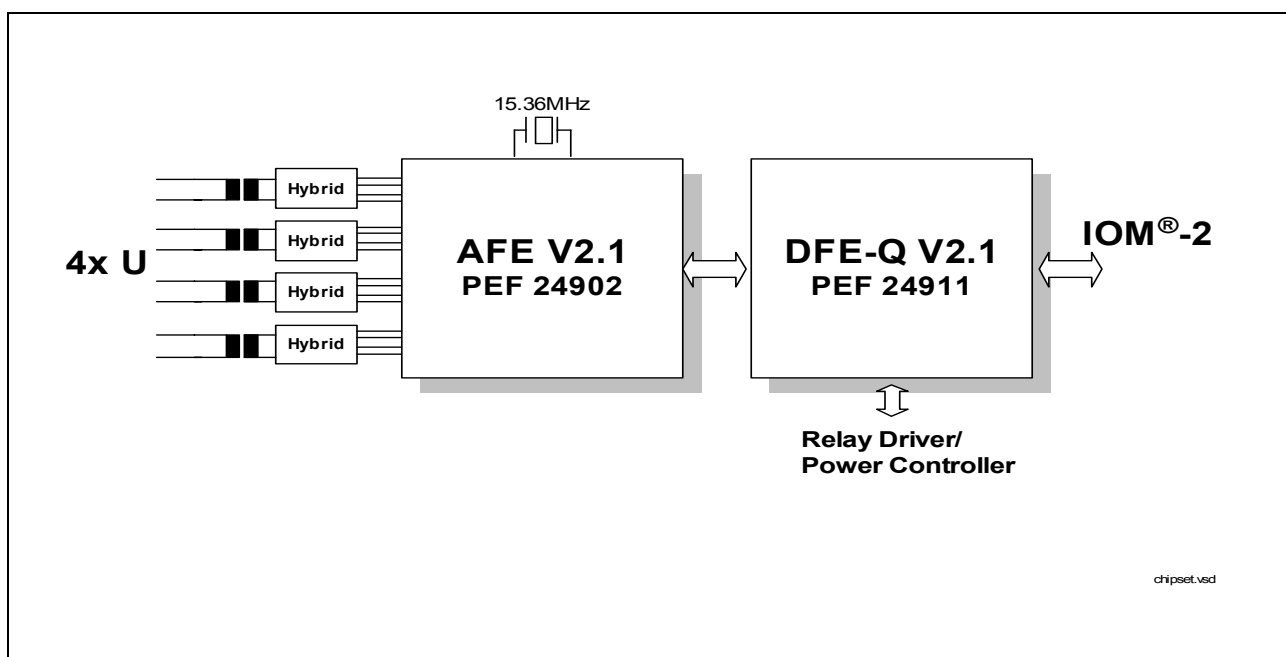 15.36MHz
Hybrid
Hybrid
Hybrid
Hybrid
4x U
AFE V2.1
PEF 24902
DFE-Q V2.1
PEF 24911
IOM®-2
Relay Driver/
Power Controller
chipset.vsd